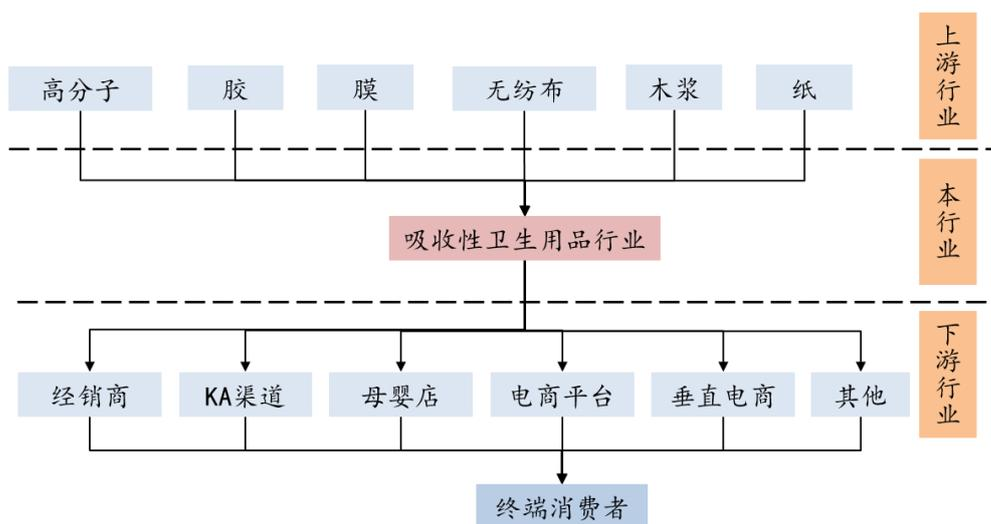 上游行业
高分子
胶
膜
无纺布
木浆
纸
本行业
吸收性卫生用品行业
下游行业
经销商
KA渠道
母婴店
电商平台
垂直电商
其他
终端消费者